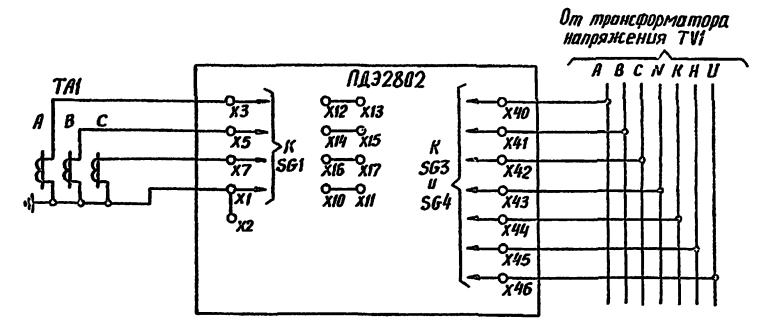 От трансформатора
напряжения TV1
А В С N К Н U
ТА1
ПДЭ2802
А В С
X3 X12 X13 X40
X5 X14 X15 X41
К
SG1
К
SG3
и
SG4
X7 X16 X17 X42
X1 X10 X11 X43
X2 X44
X45
X46